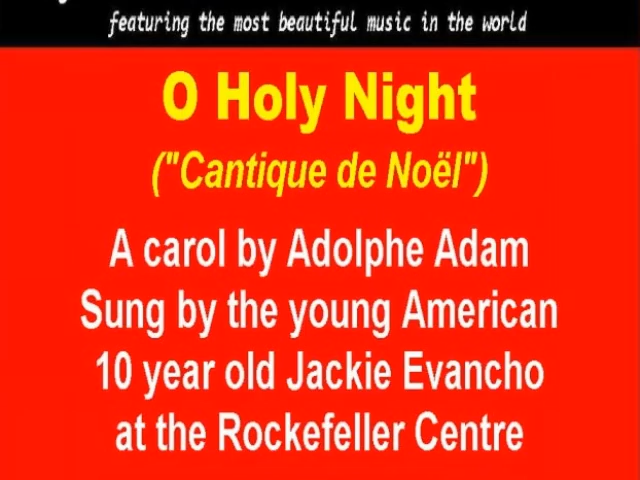 featuring the most beautiful music in the world
O Holy Night
("Cantique de Noël")
A carol by Adolphe Adam
Sung by the young American
10 year old Jackie Evancho
at the Rockefeller Centre